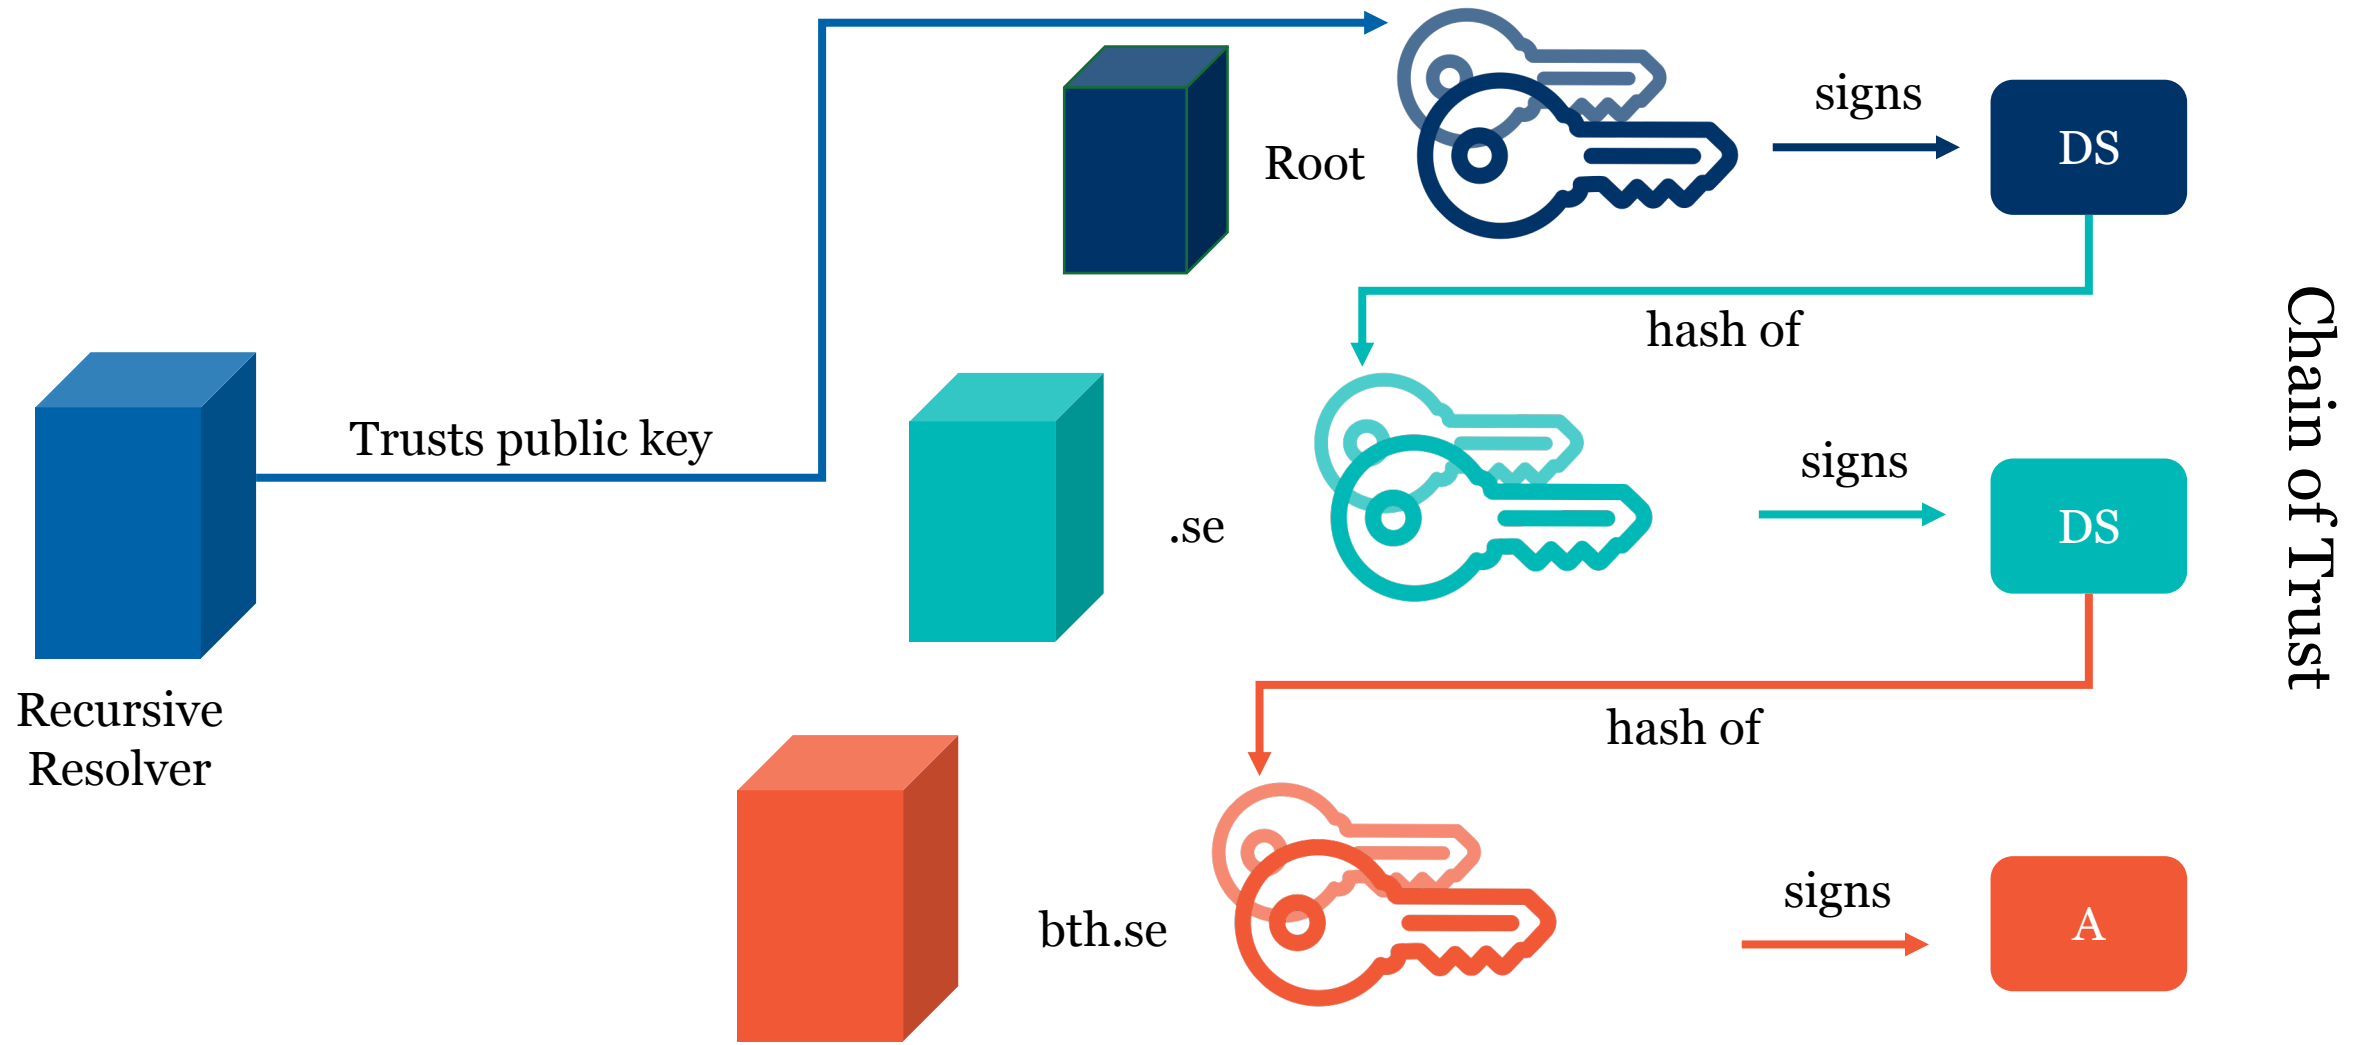 signs
DS
Root
hash of
Trusts public key
signs
.se
DS
Chain of Trust
Recursive
Resolver
hash of
signs
bth.se
A